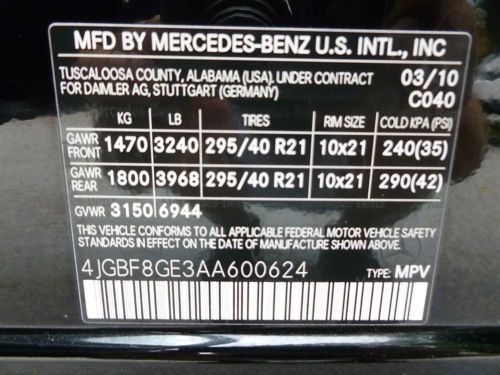 MFD BY MERCEDES-BENZ U.S. INTL., INC
TUSCALOOSA COUNTY, ALABAMA (USA). UNDER CONTRACT 03/10
FOR DAIMLER AG, STUTTGART (GERMANY) C040
KG LB TIRES RIM SIZE COLD KPA (PSI)
GAWR FRONT 1470 3240 295/40 R21 10x21 240(35)
GAWR REAR 1800 3968 295/40 R21 10x21 290(42)
GVWR 3150 6944
THIS VEHICLE CONFORMS TO ALL APPLICABLE FEDERAL MOTOR VEHICLE SAFETY
IN EFFECT ON THE DATE OF MANUFACTURE SHOWN ABOVE.
4JGBF8GE3AA600624 TYPE: MPV